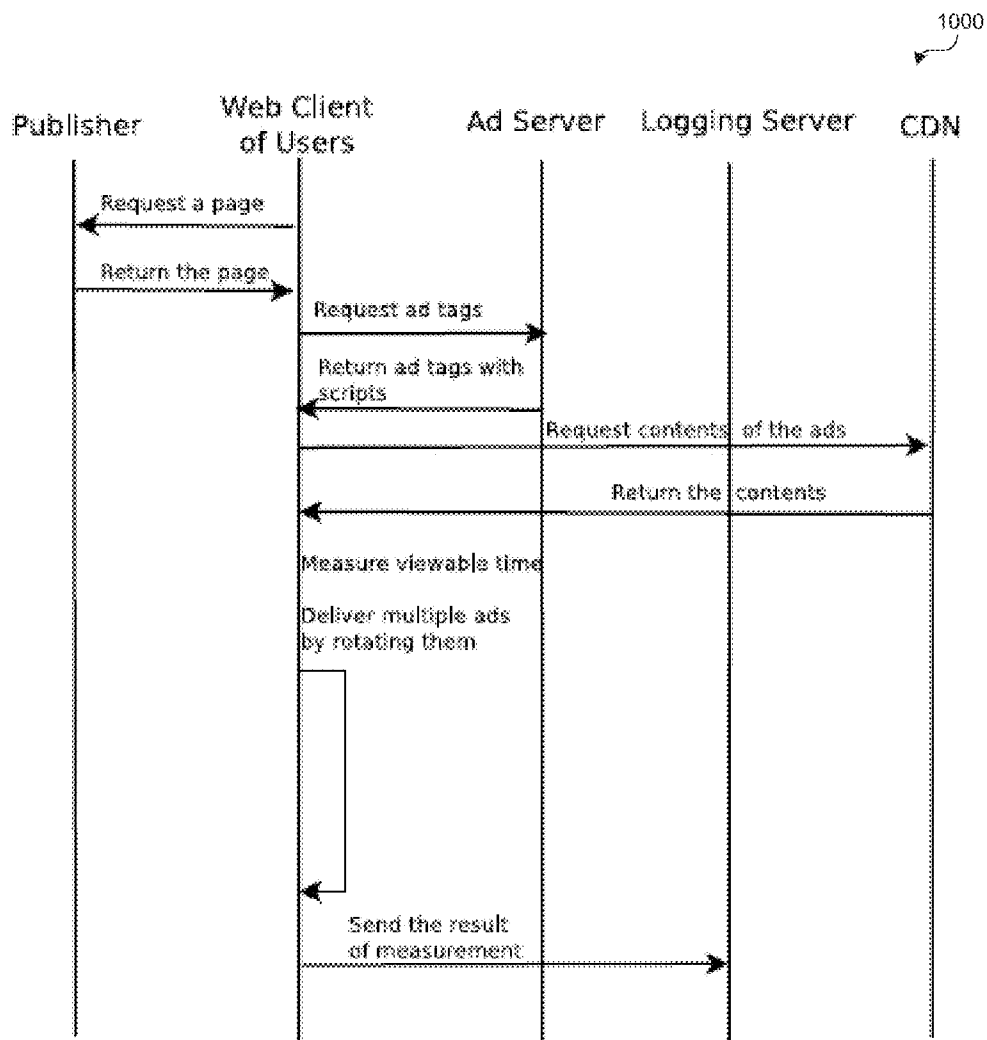 1000
Publisher
Web Client
of Users
Ad Server
Logging Server
CDN
Request a page
Return the page
Request ad tags
Return ad tags with
scripts
Request contents of the ads
Return the contents
Measure viewable time
Deliver multiple ads
by rotating them
Send the result
of measurement